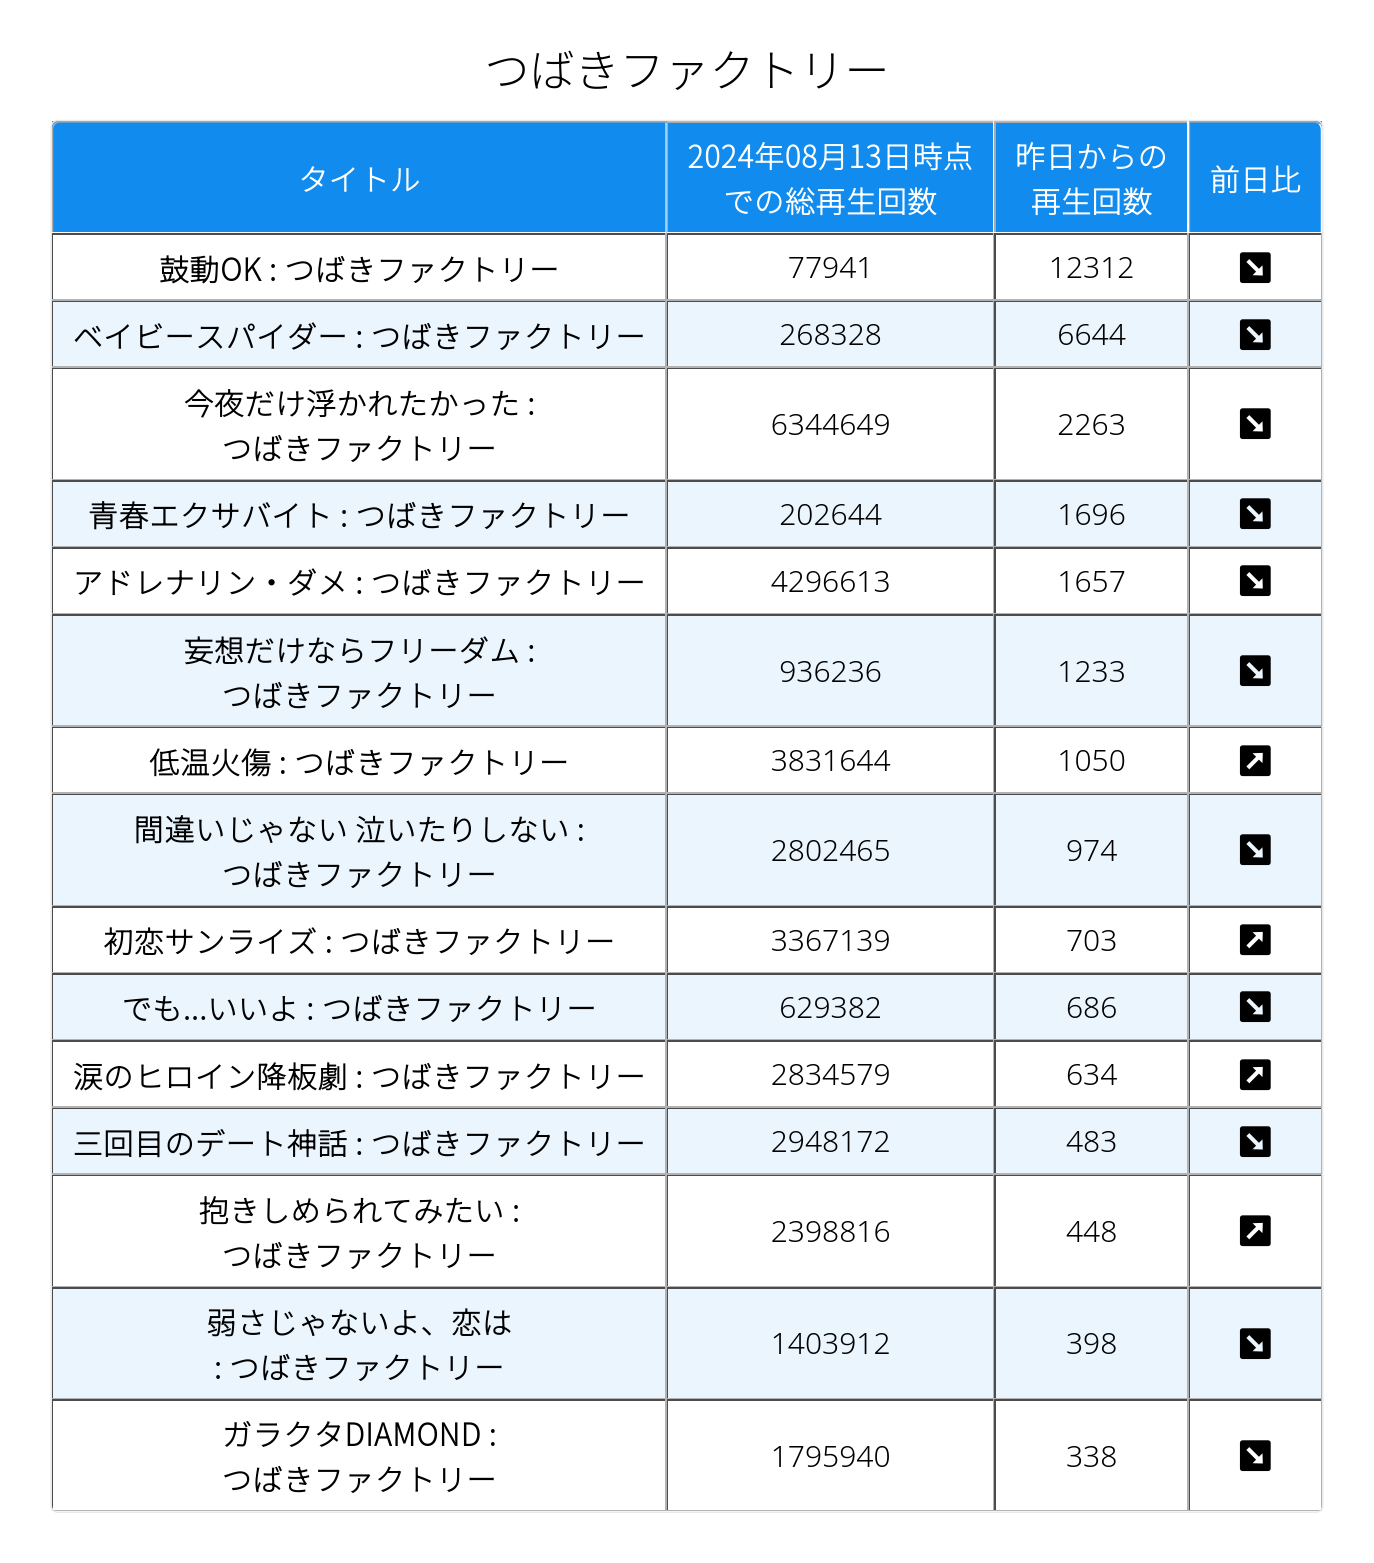 つばきファクトリー
タイトル
2024年08月13日時点
での総再生回数
昨日からの
再生回数
前日比
鼓動OK : つばきファクトリー
77941
12312
↘
ベイビースパイダー : つばきファクトリー
268328
6644
↘
今夜だけ浮かれたかった :
つばきファクトリー
6344649
2263
↘
青春エクサバイト : つばきファクトリー
202644
1696
↘
アドレナリン・ダメ : つばきファクトリー
4296613
1657
↘
妄想だけならフリーダム :
つばきファクトリー
936236
1233
↘
低温火傷 : つばきファクトリー
3831644
1050
↗
間違いじゃない 泣いたりしない :
つばきファクトリー
2802465
974
↘
初恋サンライズ : つばきファクトリー
3367139
703
↗
でも...いいよ : つばきファクトリー
629382
686
↘
涙のヒロイン降板劇 : つばきファクトリー
2834579
634
↗
三回目のデート神話 : つばきファクトリー
2948172
483
↘
抱きしめられてみたい :
つばきファクトリー
2398816
448
↗
弱さじゃないよ、恋は
: つばきファクトリー
1403912
398
↘
ガラクタDIAMOND :
つばきファクトリー
1795940
338
↘